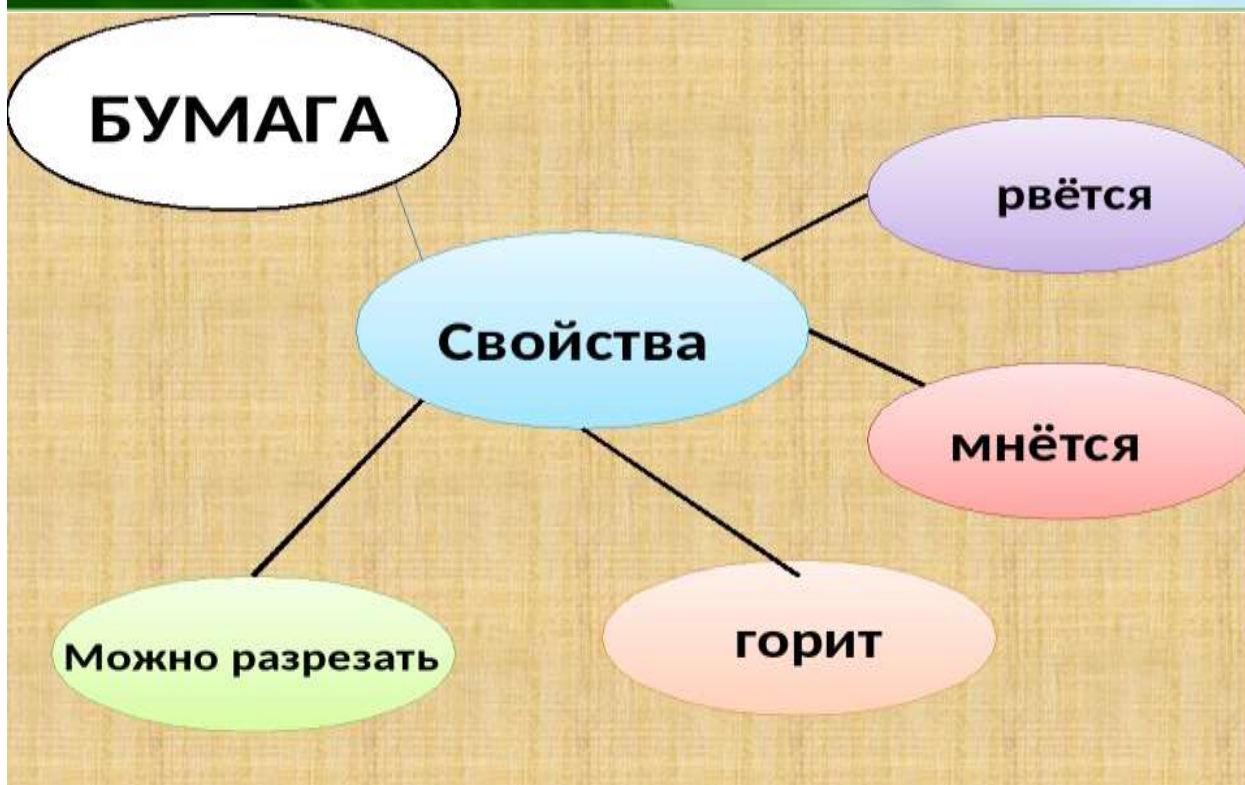 БУМАГА
рвётся
Свойства
мнётся
горит
Можно разрезать